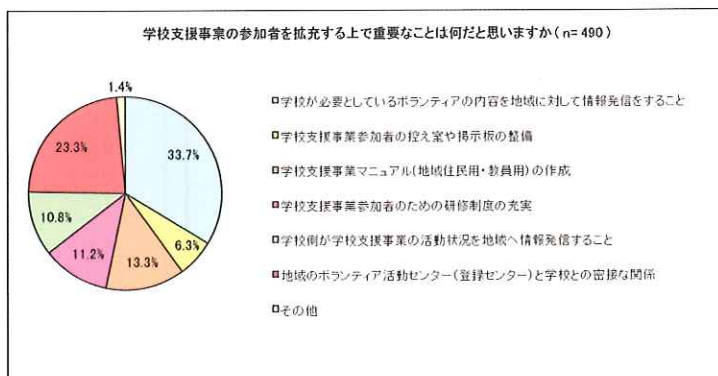 学校支援事業の参加者を拡充する上で重要なことは何だと思いますか(n=490)
1.4%
23.3%
33.7%
10.8%
6.3%
11.2%
13.3%
学校が必要としているボランティアの内容を地域に対して情報発信をすること
学校支援事業参加者の控え室や掲示板の整備
学校支援事業マニュアル(地域住民用・教員用)の作成
学校支援事業参加者のための研修制度の充実
学校側が学校支援事業の活動状況を地域へ情報発信すること
地域のボランティア活動センター(登録センター)と学校との密接な関係
その他